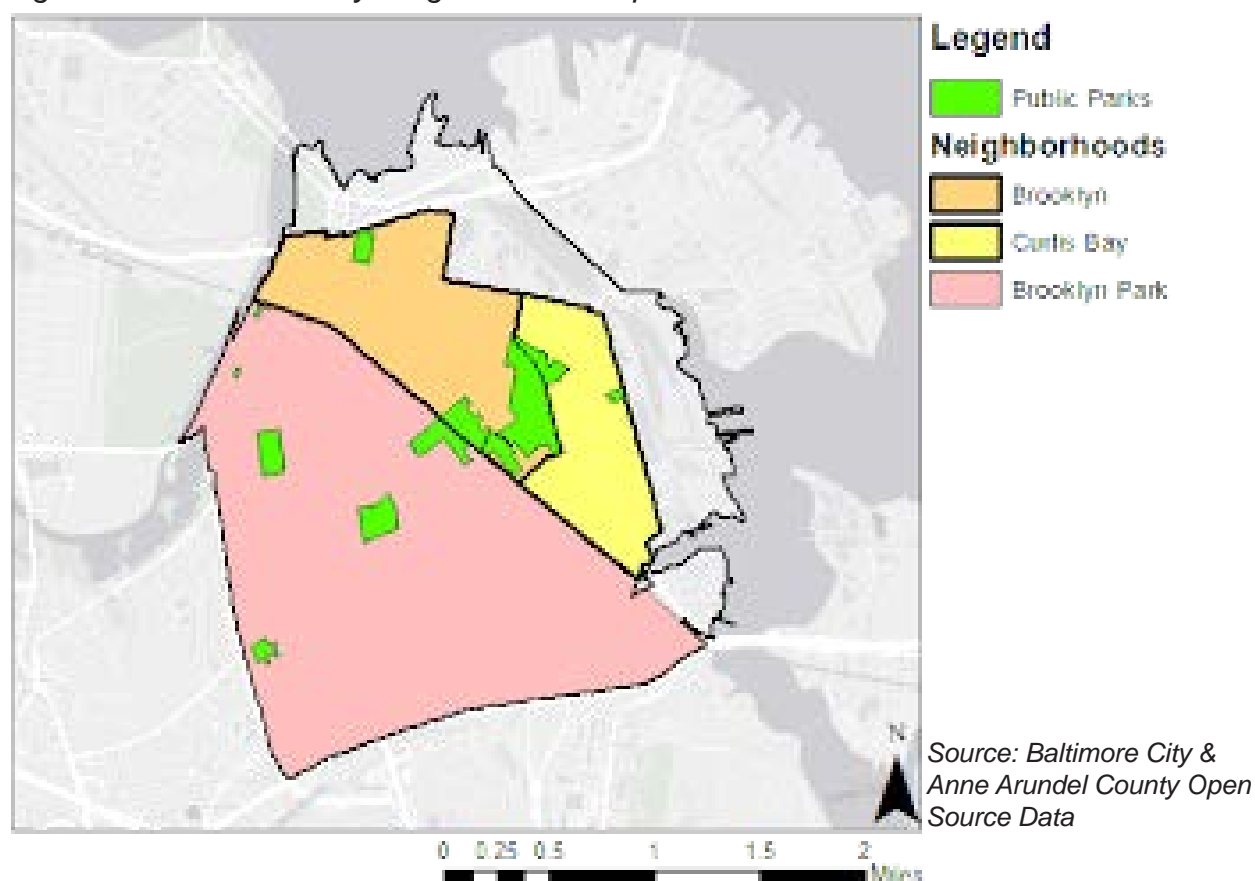 Legend
Public Parks
Neighborhoods
Brooklyn
Curtis Bay
Brooklyn Park
N
Source: Baltimore City &
Anne Arundel County Open
Source Data
0 0.25 0.5 1 1.5 2
Miles